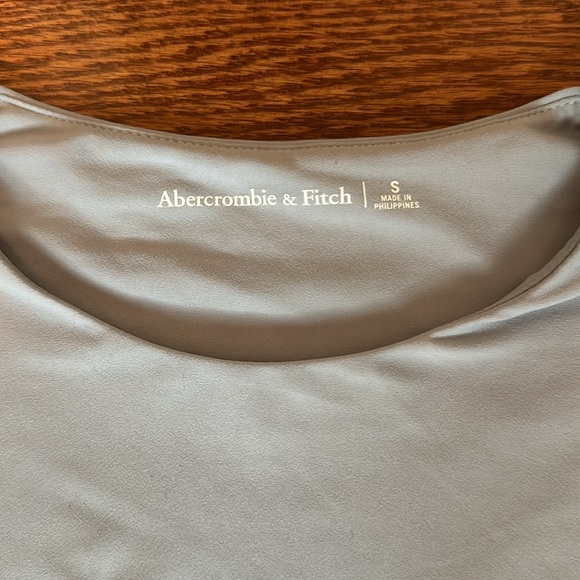 Abercrombie & Fitch
S
MADE IN
PHILIPPINES